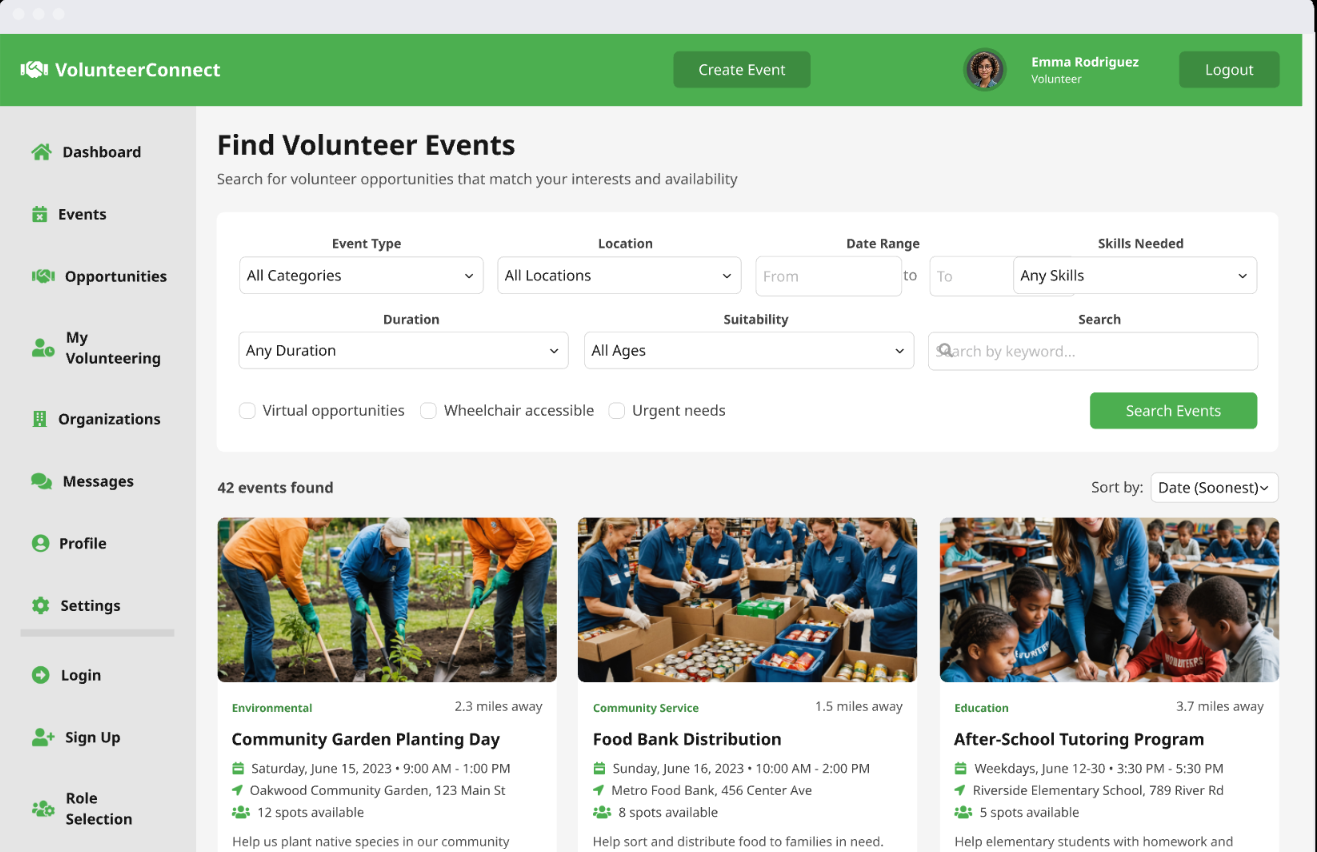 VolunteerConnect
Create Event
Emma Rodriguez
Volunteer
Logout
Dashboard
Events
Opportunities
My
Volunteering
Organizations
Messages
Profile
Settings
Login
Sign Up
Role
Selection
Find Volunteer Events
Search for volunteer opportunities that match your interests and availability
Event Type
Location
Date Range
Skills Needed
All Categories
All Locations
From
to
To
Any Skills
Duration
Suitability
Search
Any Duration
All Ages
Search by keyword...
Virtual opportunities
Wheelchair accessible
Urgent needs
Search Events
42 events found
Sort by:
Date (Soonest)
Environmental
2.3 miles away
Community Garden Planting Day
Saturday, June 15, 2023 • 9:00 AM - 1:00 PM
Oakwood Community Garden, 123 Main St
12 spots available
Help us plant native species in our community
Community Service
1.5 miles away
Food Bank Distribution
Sunday, June 16, 2023 • 10:00 AM - 2:00 PM
Metro Food Bank, 456 Center Ave
8 spots available
Help sort and distribute food to families in need.
Education
3.7 miles away
After-School Tutoring Program
Weekdays, June 12-30 • 3:30 PM - 5:30 PM
Riverside Elementary School, 789 River Rd
5 spots available
Help elementary students with homework and